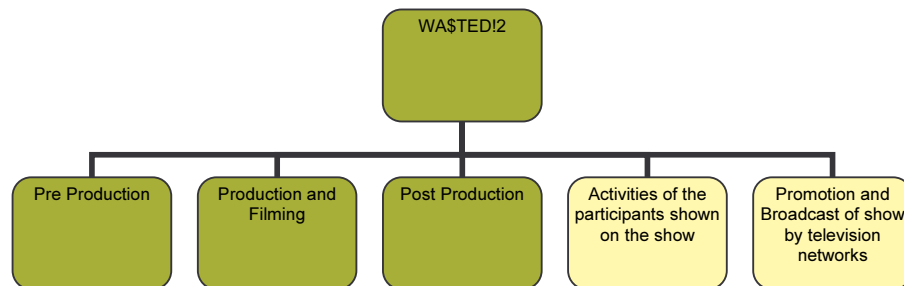 WA$TED!2
Pre Production
Production and
Filming
Post Production
Activities of the
participants shown
on the show
Promotion and
Broadcast of show
by television
networks